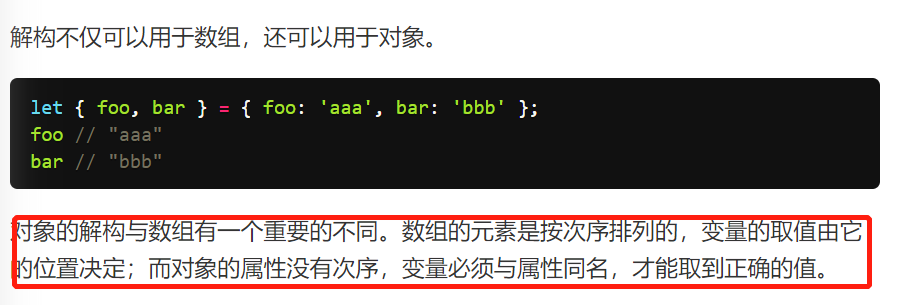 解构不仅可以用于数组，还可以用于对象。
let { foo, bar } = { foo: 'aaa', bar: 'bbb' };
foo // "aaa"
bar // "bbb"
对象的解构与数组有一个重要的不同。数组的元素是按次序排列的，变量的取值由它
的位置决定；而对象的属性没有次序，变量必须与属性同名，才能取到正确的值。